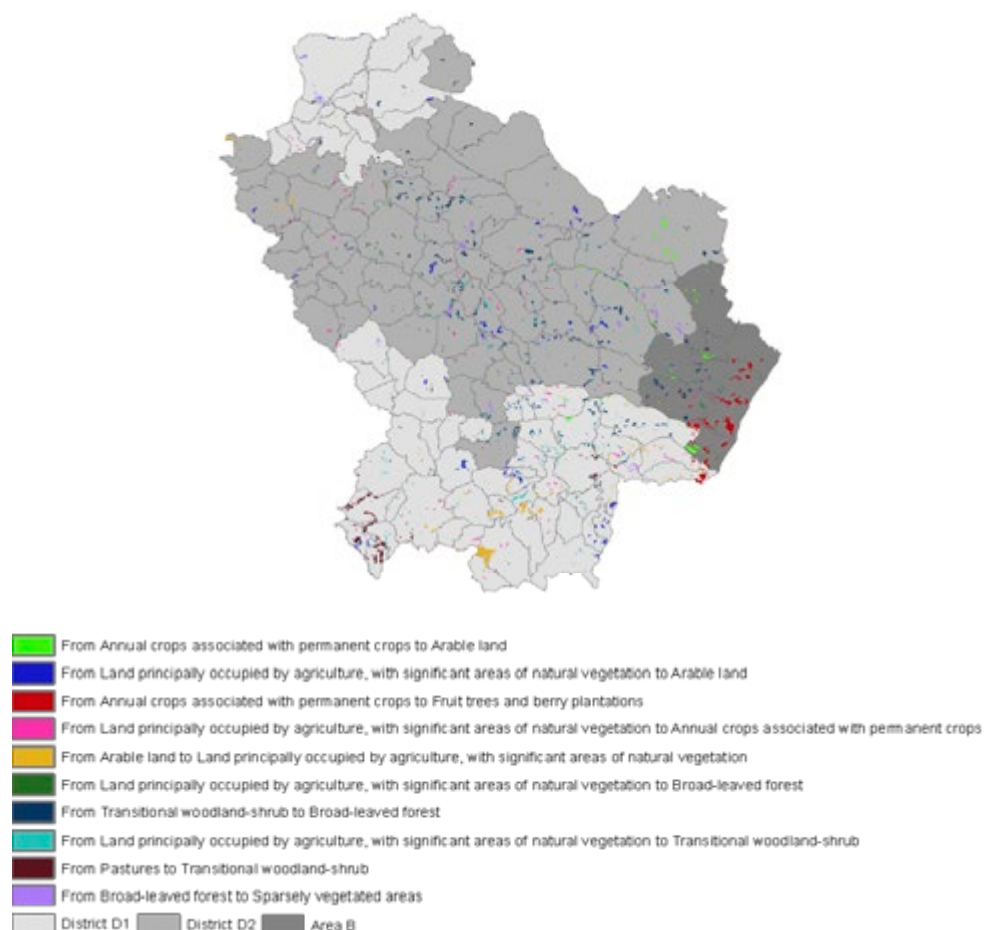 From Annual crops associated with permanent crops to Arable land
From Land principally occupied by agriculture, with significant areas of natural vegetation to Arable land
From Annual crops associated with permanent crops to Fruit trees and berry plantations
From Land principally occupied by agriculture, with significant areas of natural vegetation to Annual crops associated with permanent crops
From Arable land to Land principally occupied by agriculture, with significant areas of natural vegetation
From Land principally occupied by agriculture, with significant areas of natural vegetation to Broad-leaved forest
From Transitional woodland-shrub to Broad-leaved forest
From Land principally occupied by agriculture, with significant areas of natural vegetation to Transitional woodland-shrub
From Pastures to Transitional woodland-shrub
From Broad-leaved forest to Sparsely vegetated areas
District D1 District D2 Area B